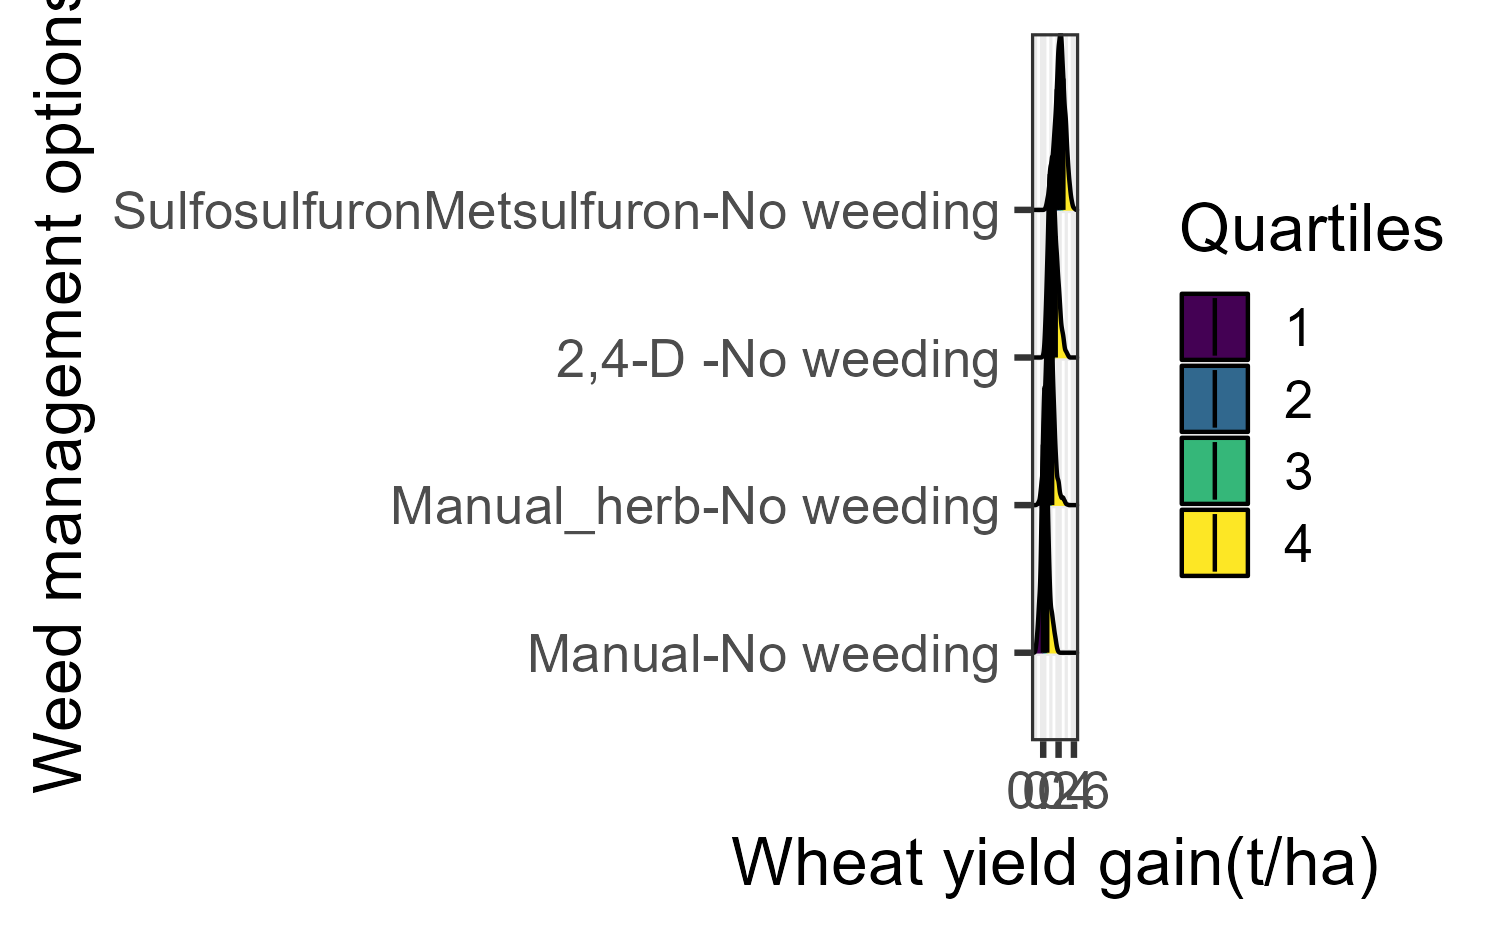 Weed management options
SulfosulfuronMetsulfuron-No weeding
2,4-D -No weeding
Manual_herb-No weeding
Manual-No weeding
Quartiles
1
2
3
4
Wheat yield gain(t/ha)